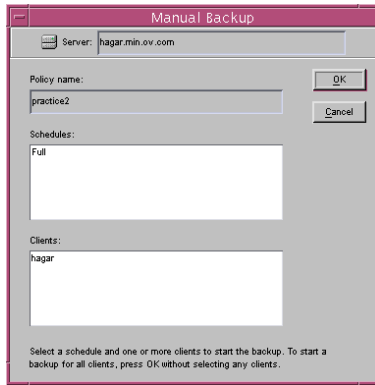 Manual Backup
Server: hagar.min.ov.com
Policy name:
OK
practice2
Cancel
Schedules:
Full
Clients:
hagar
Select a schedule and one or more clients to start the backup. To start a
backup for all clients, press OK without selecting any clients.